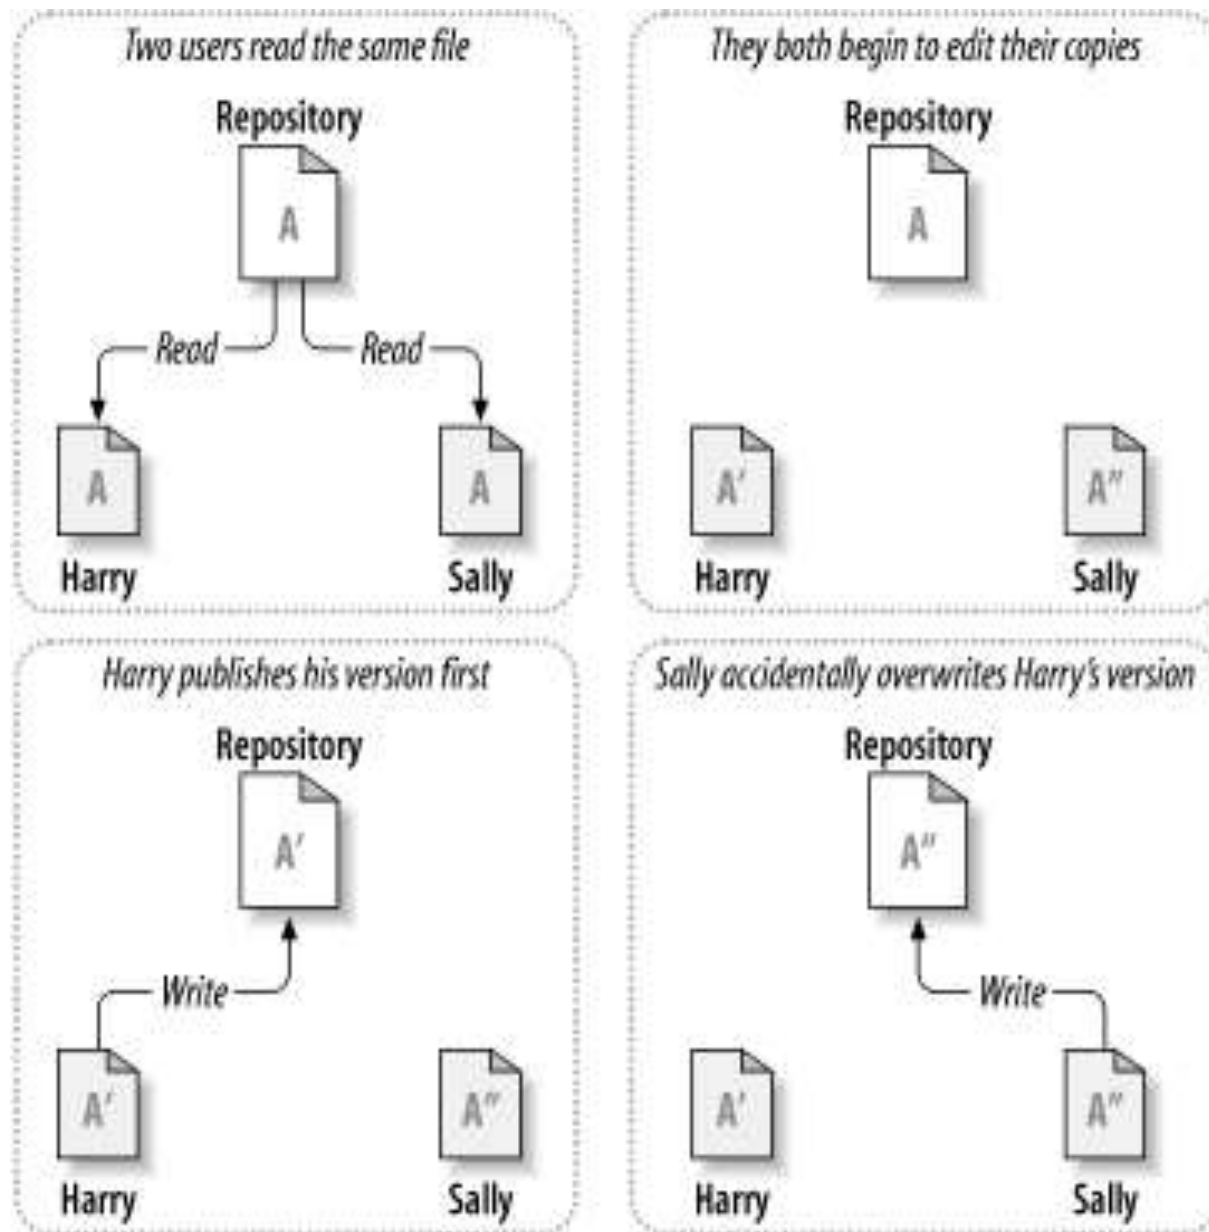 Two users read the same file
Repository
A
Read Read
A A
Harry Sally
They both begin to edit their copies
Repository
A
A′ A″
Harry Sally
Harry publishes his version first
Repository
A′
Write
A′ A″
Harry Sally
Sally accidentally overwrites Harry’s version
Repository
A″
Write
A′ A″
Harry Sally